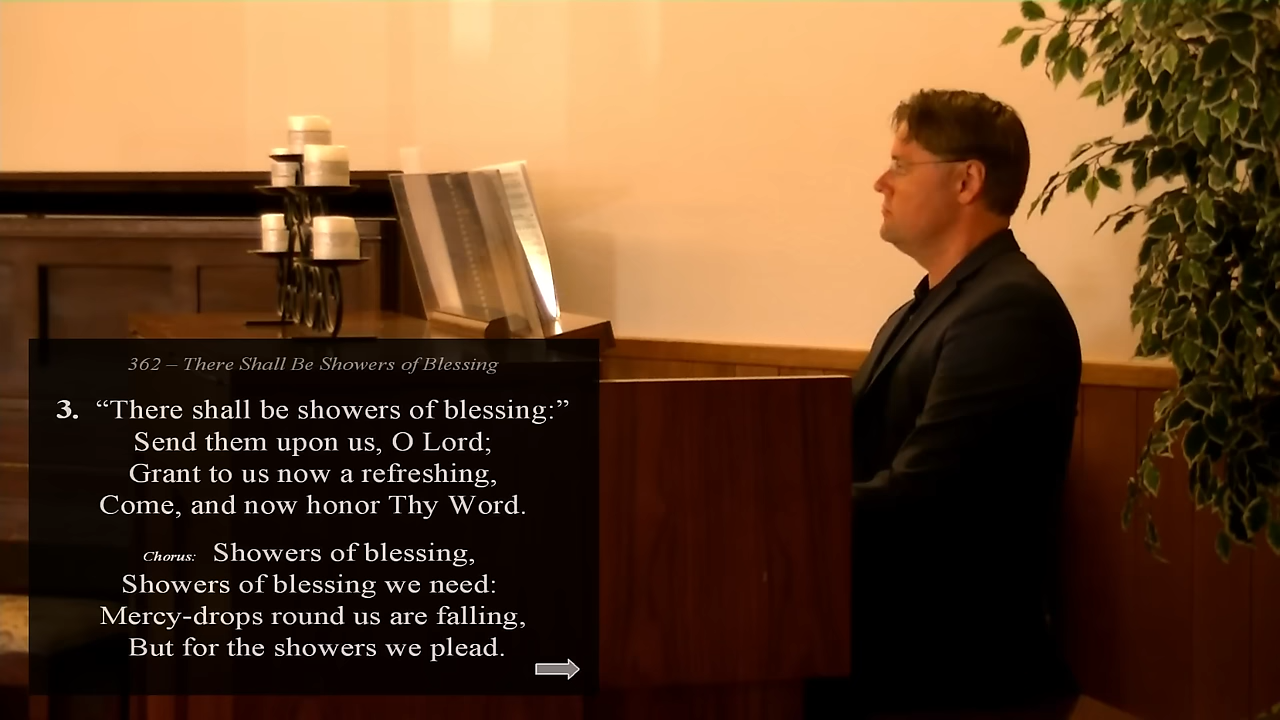 362 – There Shall Be Showers of Blessing
3. “There shall be showers of blessing:”
Send them upon us, O Lord;
Grant to us now a refreshing,
Come, and now honor Thy Word.
Chorus: Showers of blessing,
Showers of blessing we need:
Mercy-drops round us are falling,
But for the showers we plead.